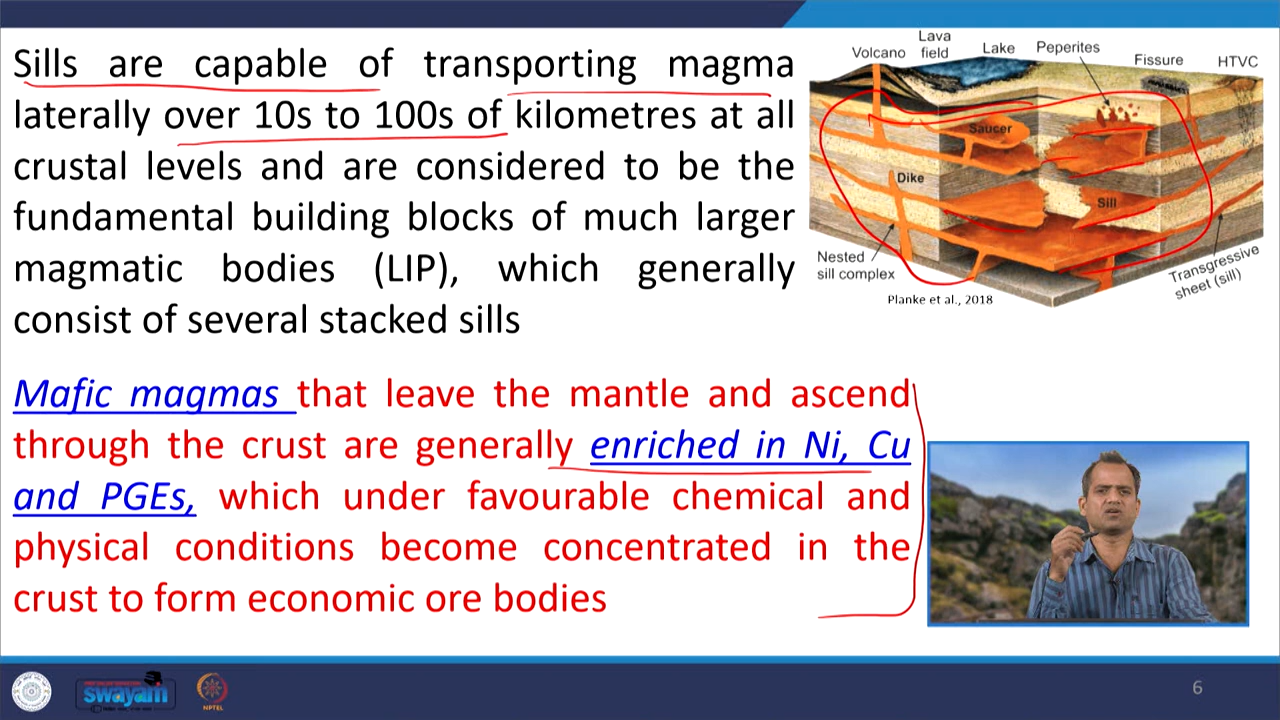 Sills are capable of transporting magma
laterally over 10s to 100s of kilometres at all
crustal levels and are considered to be the
fundamental building blocks of much larger
magmatic bodies (LIP), which generally
consist of several stacked sills
Volcano
Lava
field
Lake
Peperites
Fissure
HTVC
Saucer
Dike
Sill
Nested
sill complex
Transgressive
sheet (sill)
Planke et al., 2018
Mafic magmas that leave the mantle and ascend
through the crust are generally enriched in Ni, Cu
and PGEs, which under favourable chemical and
physical conditions become concentrated in the
crust to form economic ore bodies
swayam
NPTEL
6